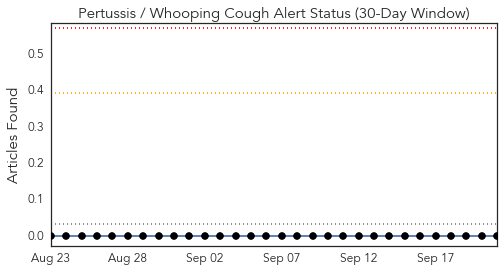 Pertussis / Whooping Cough Alert Status (30-Day Window)
Articles Found
0.5
0.4
0.3
0.2
0.1
0.0
Aug 23 Aug 28 Sep 02 Sep 07 Sep 12 Sep 17